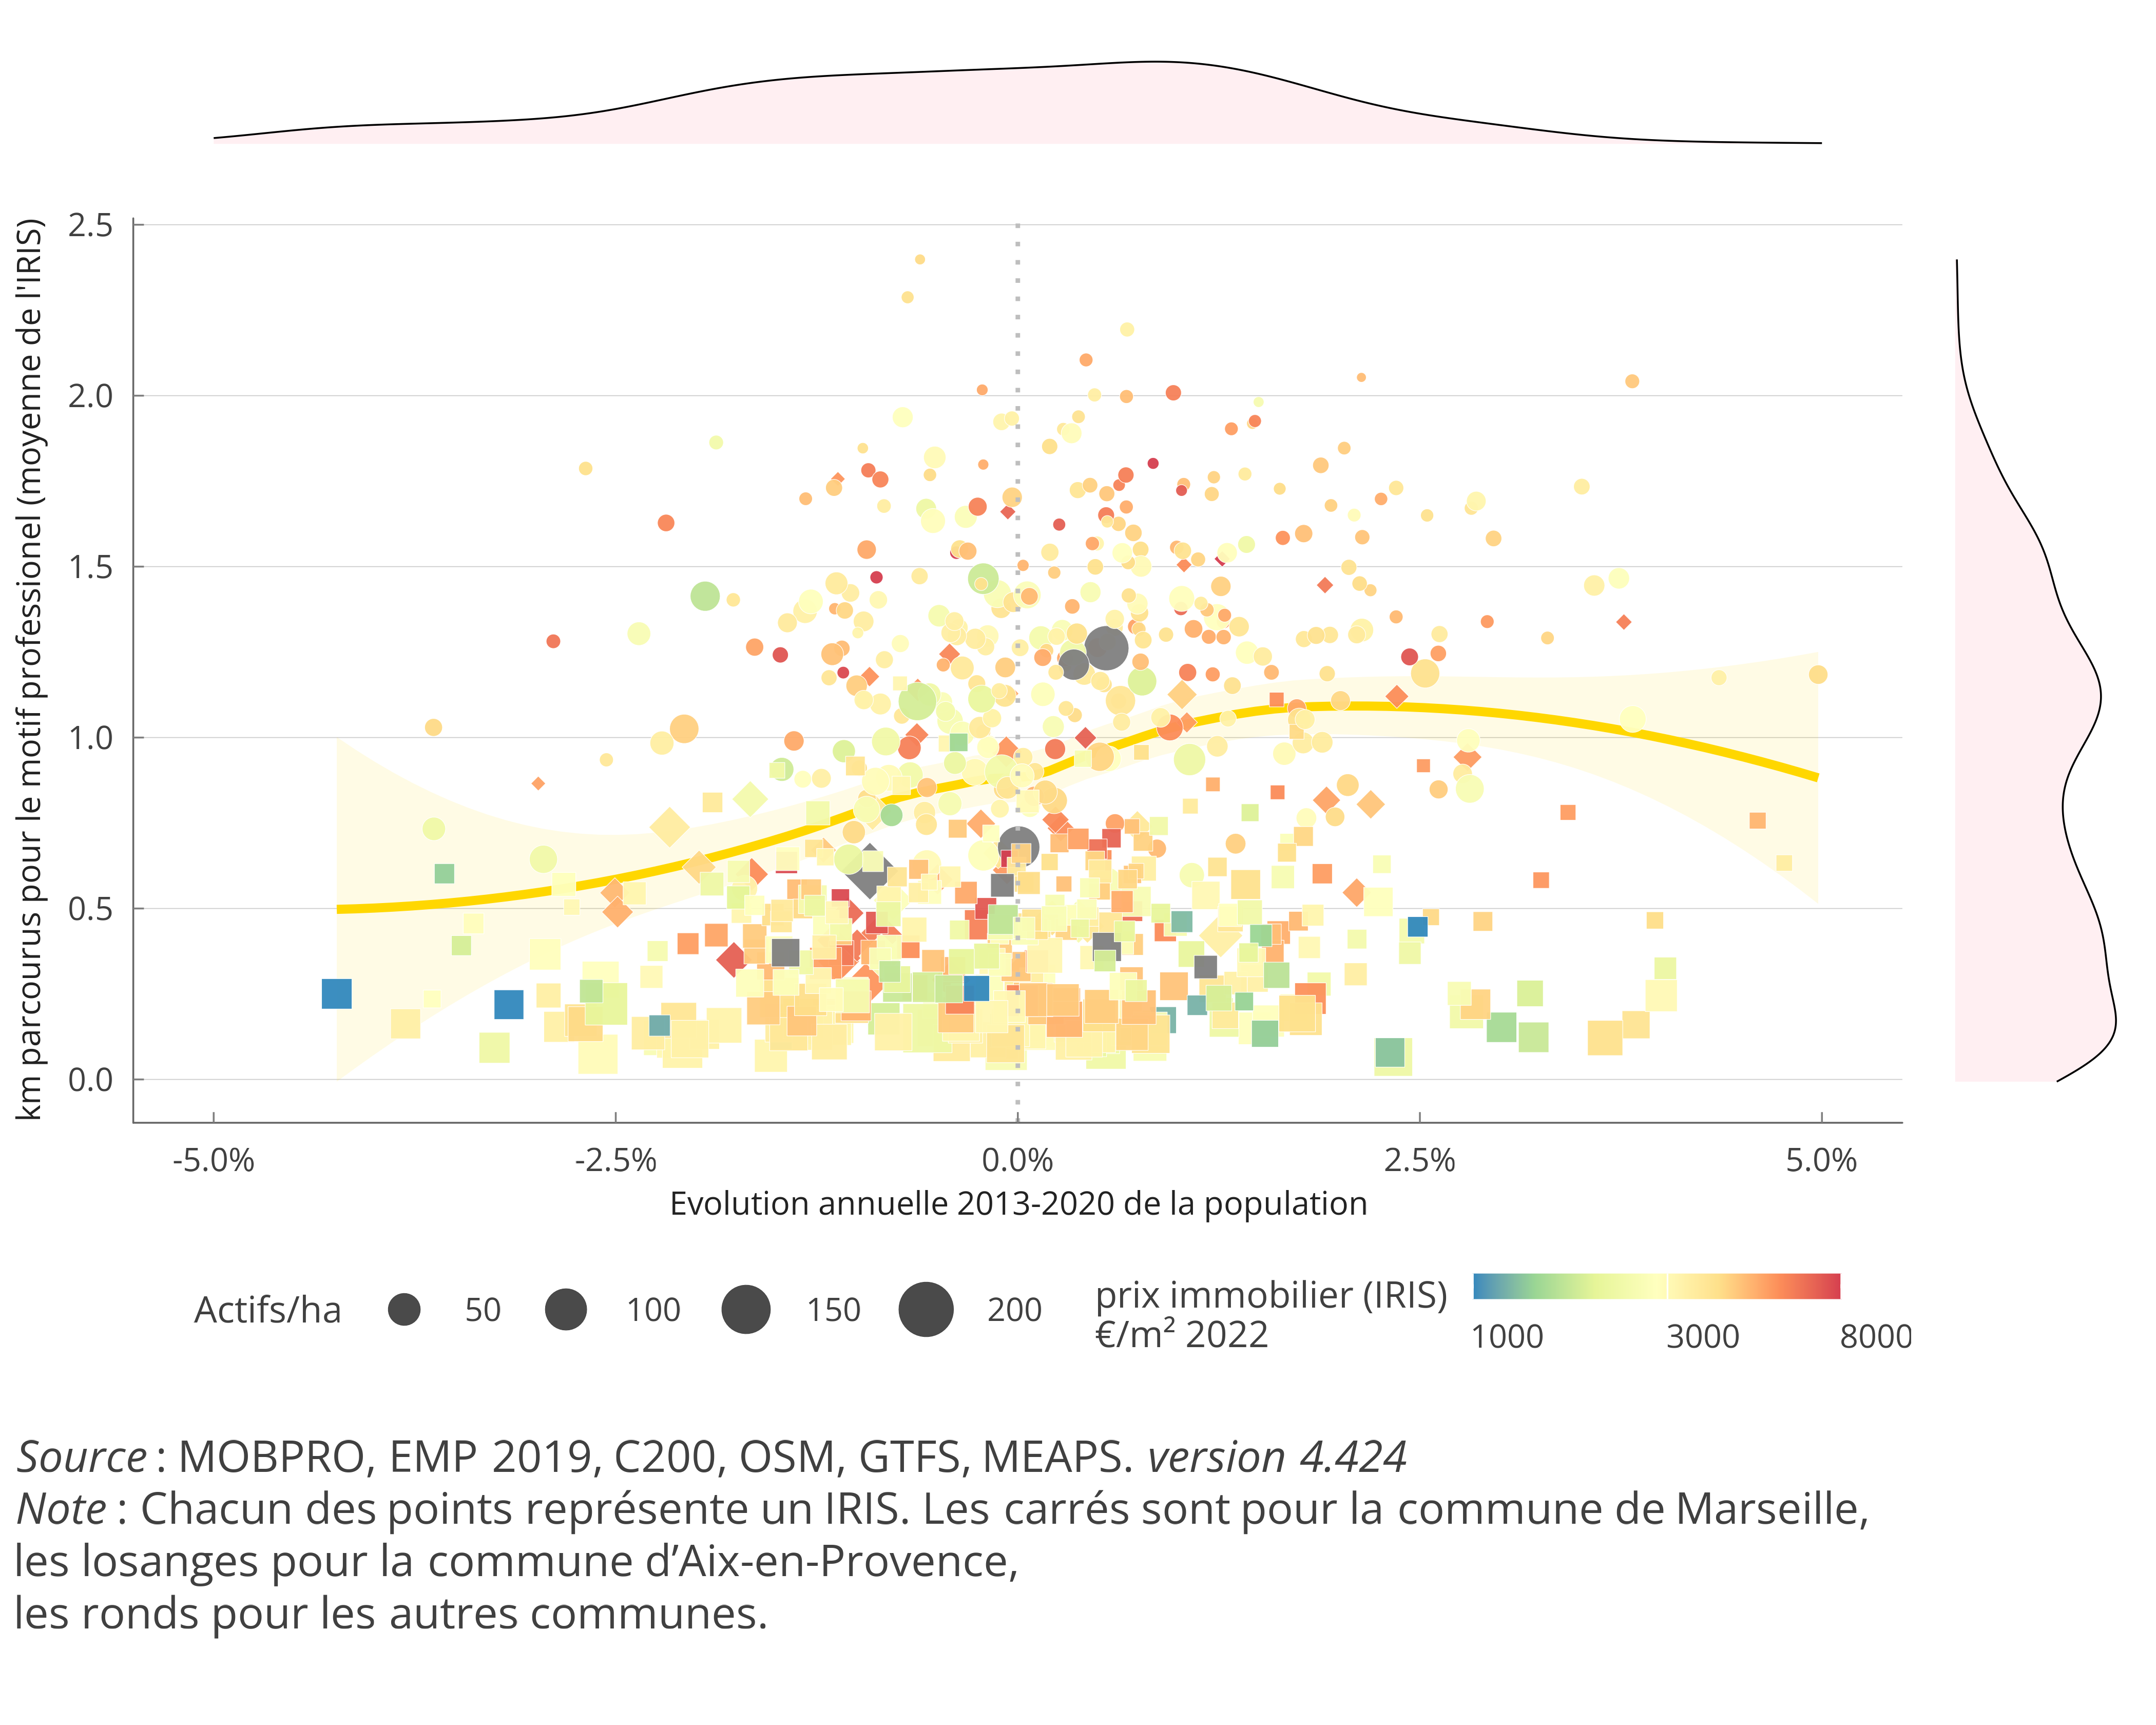 km parcourus pour le motif professionel (moyenne de l'IRIS)
2.5
2.0
1.5
1.0
0.5
0.0
-5.0%
-2.5%
0.0%
2.5%
5.0%
Evolution annuelle 2013-2020 de la population
Actifs/ha
50
100
150
200
prix immobilier (IRIS)
€/m² 2022
1000
3000
8000
Source : MOBPRO, EMP 2019, C200, OSM, GTFS, MEAPS. version 4.424
Note : Chacun des points représente un IRIS. Les carrés sont pour la commune de Marseille,
les losanges pour la commune d’Aix-en-Provence,
les ronds pour les autres communes.